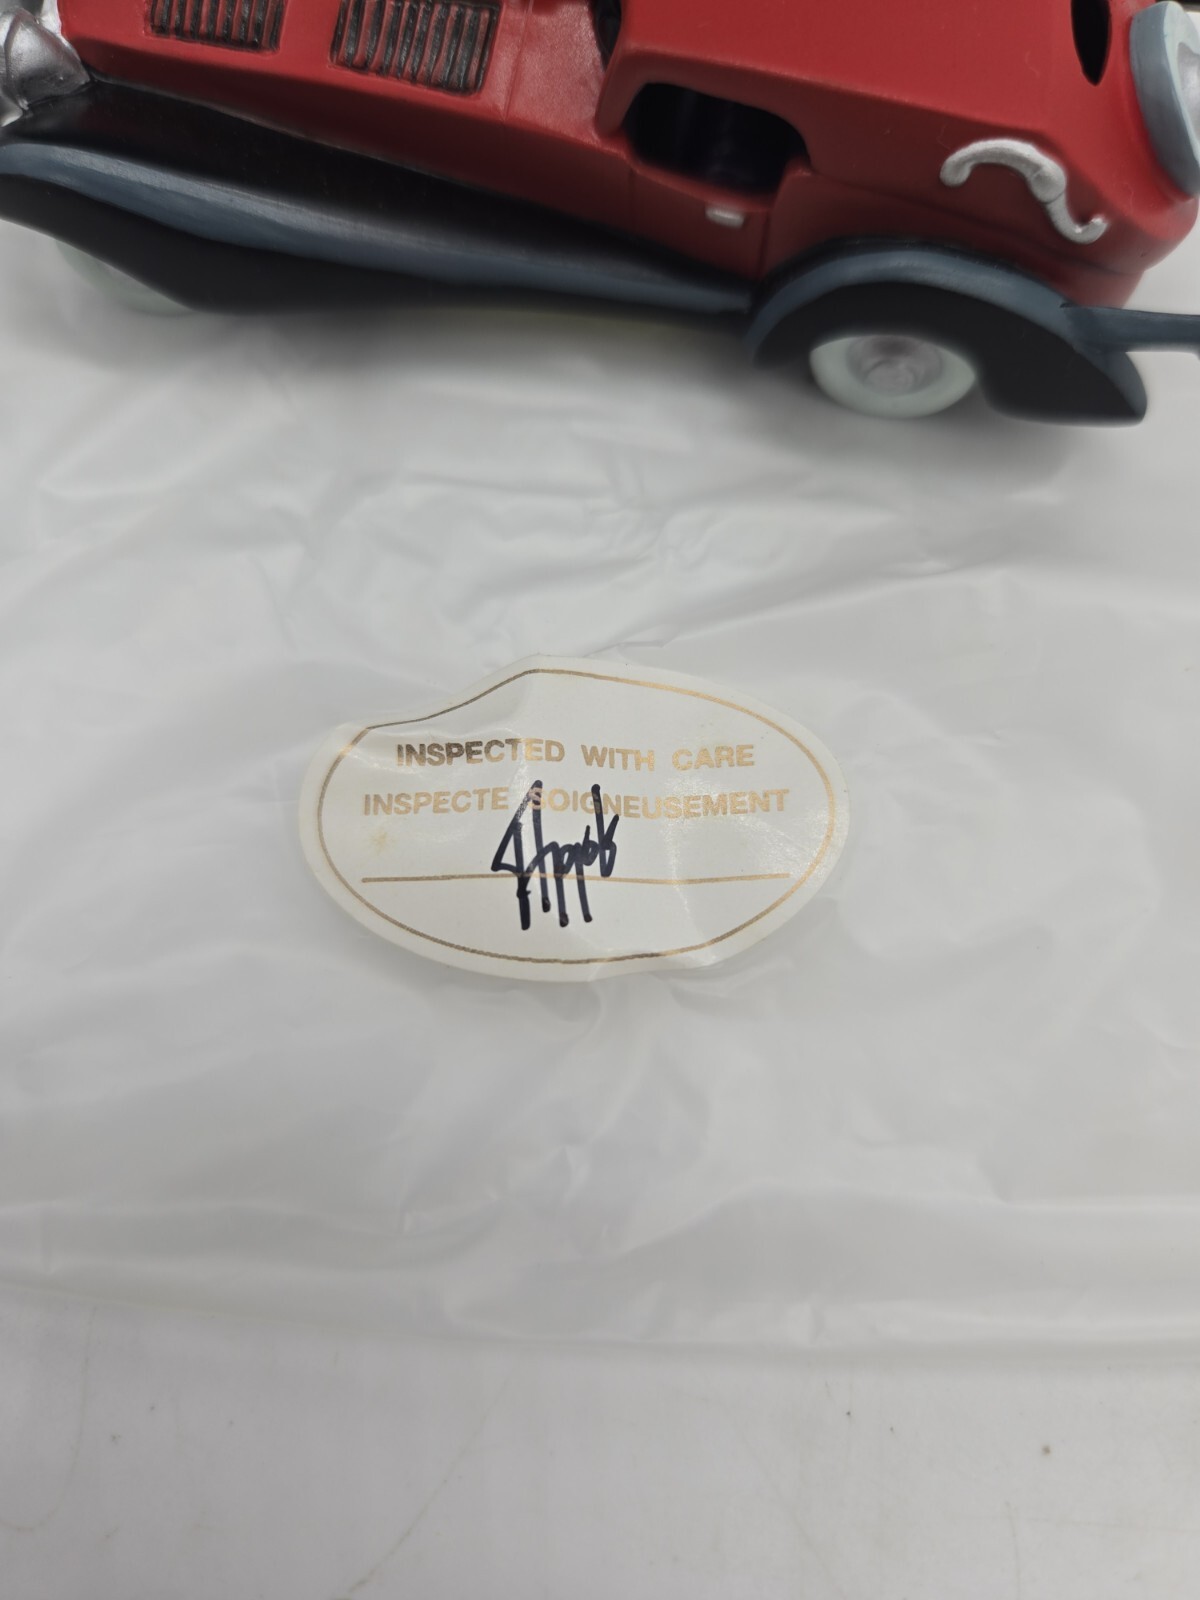 INSPECTED WITH CARE
INSPECTE SOIGNEUSEMENT